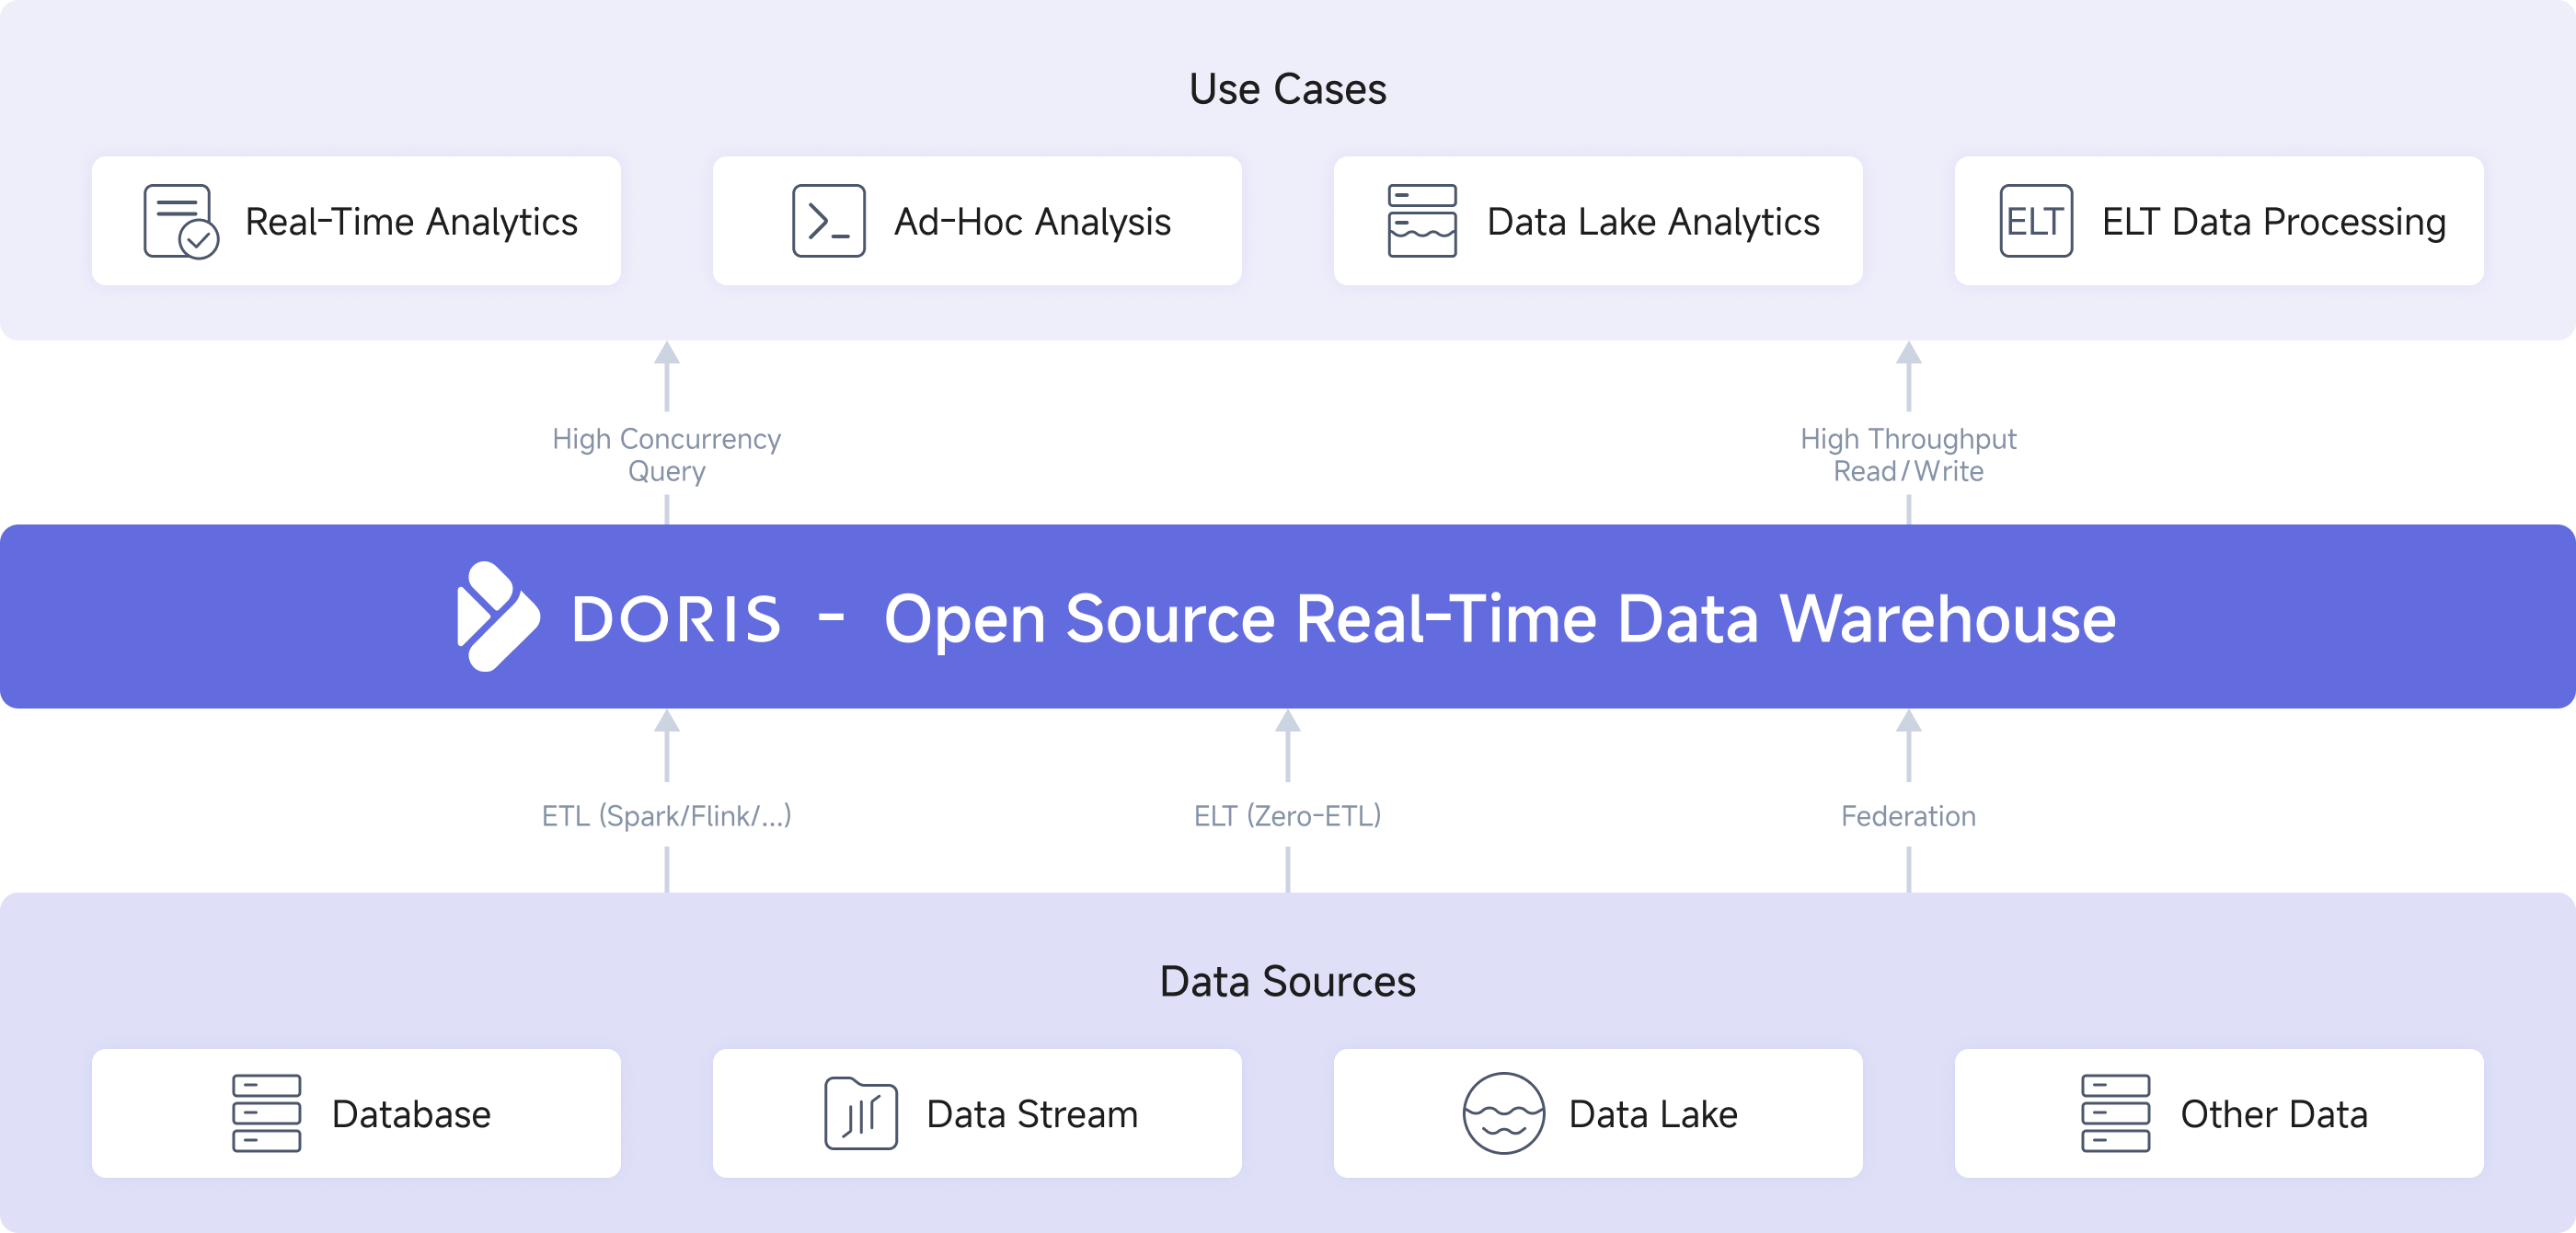 Use Cases
Real-Time Analytics
Ad-Hoc Analysis
Data Lake Analytics
ELT
ELT Data Processing
High Concurrency
Query
High Throughput
Read/Write
DORIS - Open Source Real-Time Data Warehouse
ETL (Spark/Flink/...)
ELT (Zero-ETL)
Federation
Data Sources
Database
Data Stream
Data Lake
Other Data